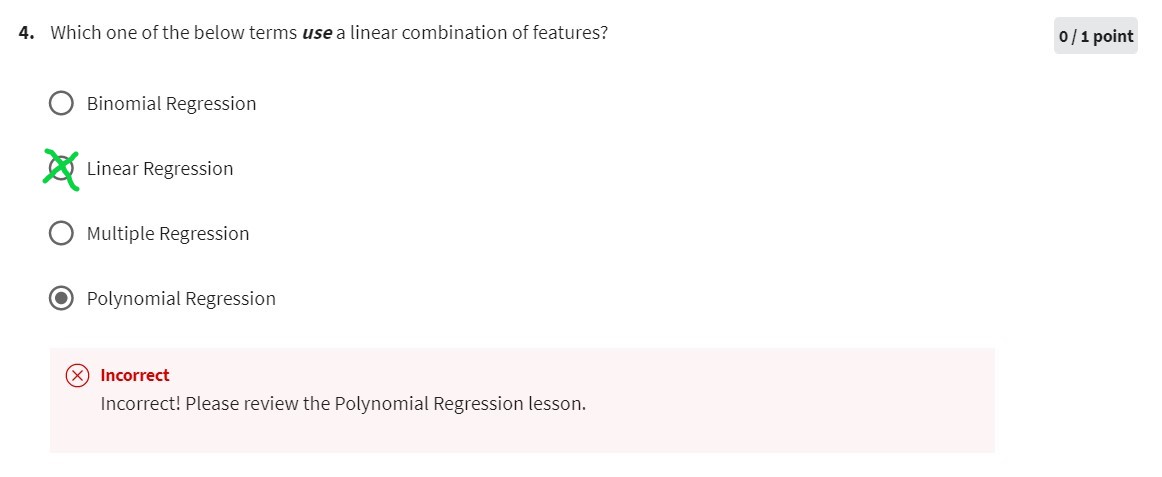 4. Which one of the below terms use a linear combination of features?
0 / 1 point
Binomial Regression
Linear Regression
Multiple Regression
Polynomial Regression
Incorrect
Incorrect! Please review the Polynomial Regression lesson.